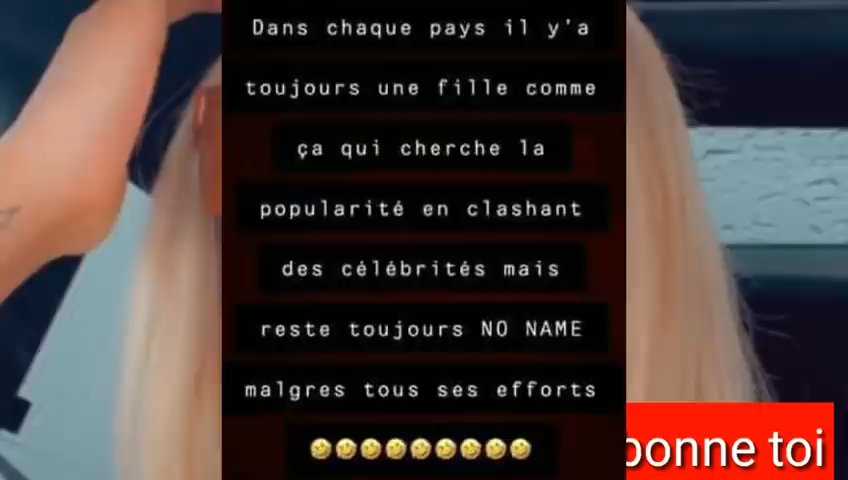 Dans chaque pays il y'a
toujours une fille comme
ça qui cherche la
popularité en clashant
des célébrités mais
reste toujours NO NAME
malgres tous ses efforts
🤣🤣🤣🤣🤣🤣🤣🤣🤣
bonne toi